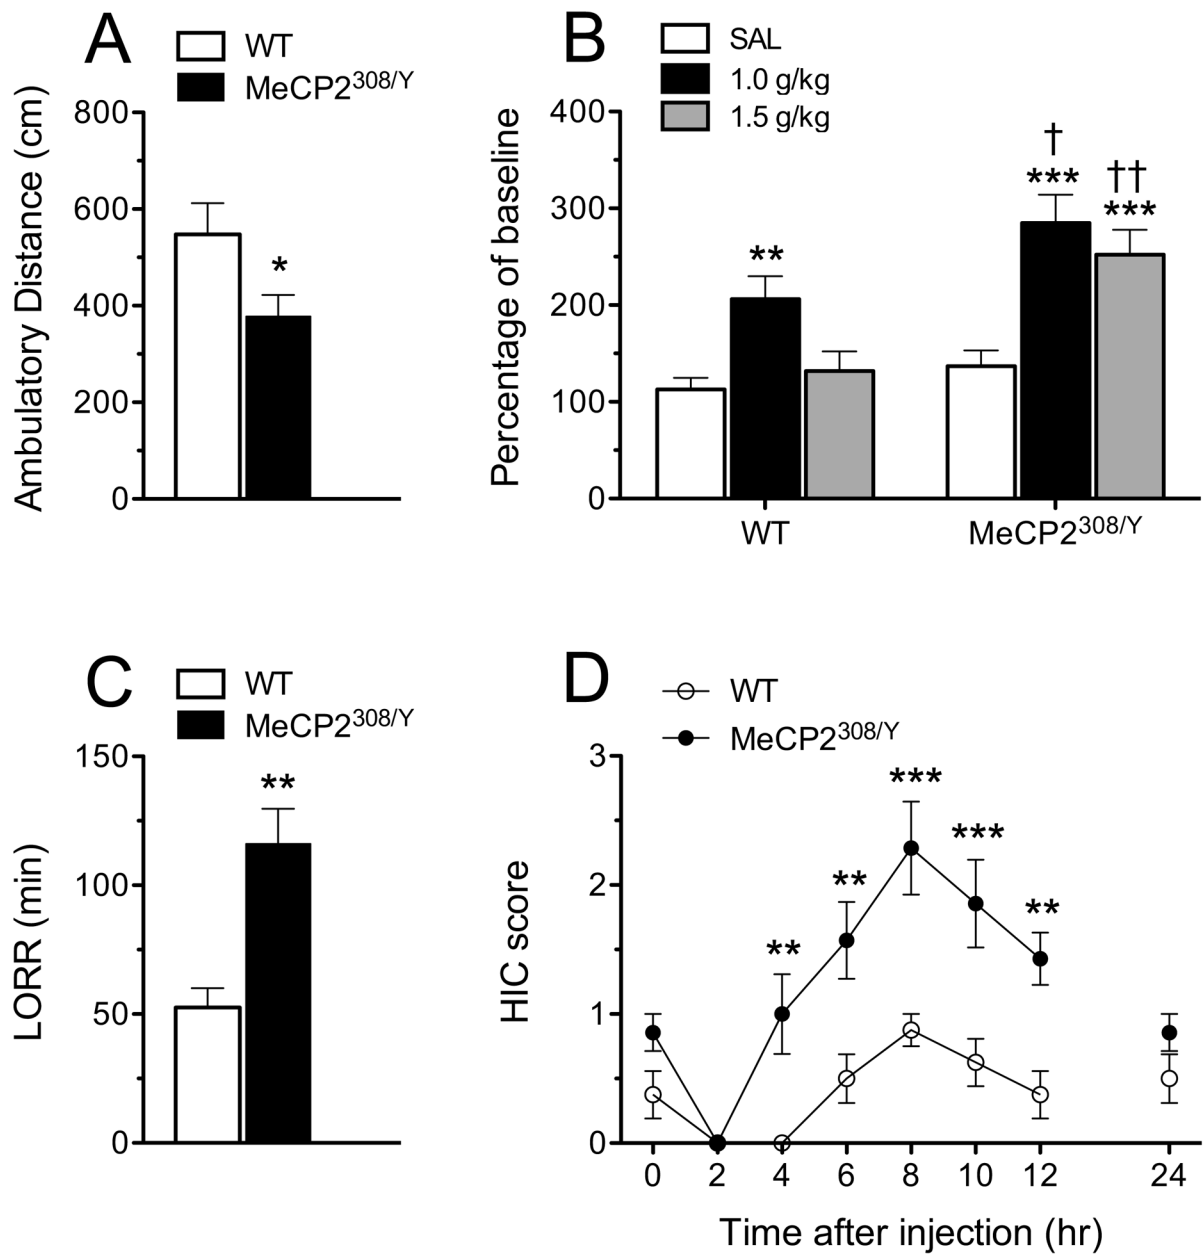 A
WT
MeCP2308/Y
Ambulatory Distance (cm)
800
600
400
200
0
*
B
SAL
1.0 g/kg
1.5 g/kg
Percentage of baseline
400
300
200
100
0
**
†
***
††
***
WT
MeCP2308/Y
C
WT
MeCP2308/Y
LORR (min)
150
100
50
0
**
D
WT
MeCP2308/Y
HIC score
3
2
1
0
**
**
***
***
**
0 2 4 6 8 10 12 24
Time after injection (hr)